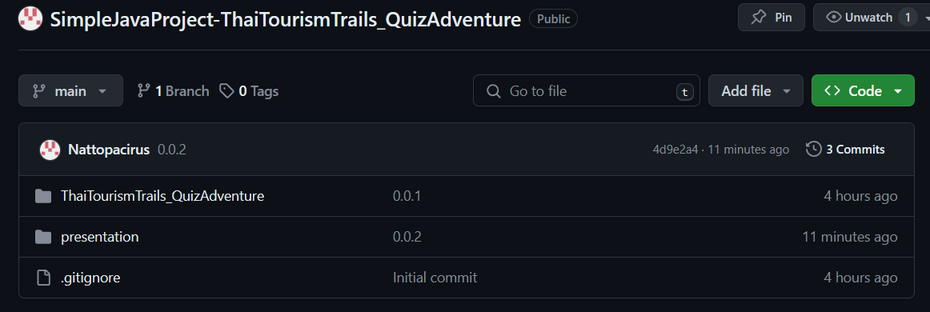 SimpleJavaProject-ThaiTourismTrails_QuizAdventure Public Pin Unwatch 1
main 1 Branch 0 Tags Go to file t Add file Code
Nattopacirus 0.0.2 4d9e2a4 · 11 minutes ago 3 Commits
ThaiTourismTrails_QuizAdventure 0.0.1 4 hours ago
presentation 0.0.2 11 minutes ago
.gitignore Initial commit 4 hours ago